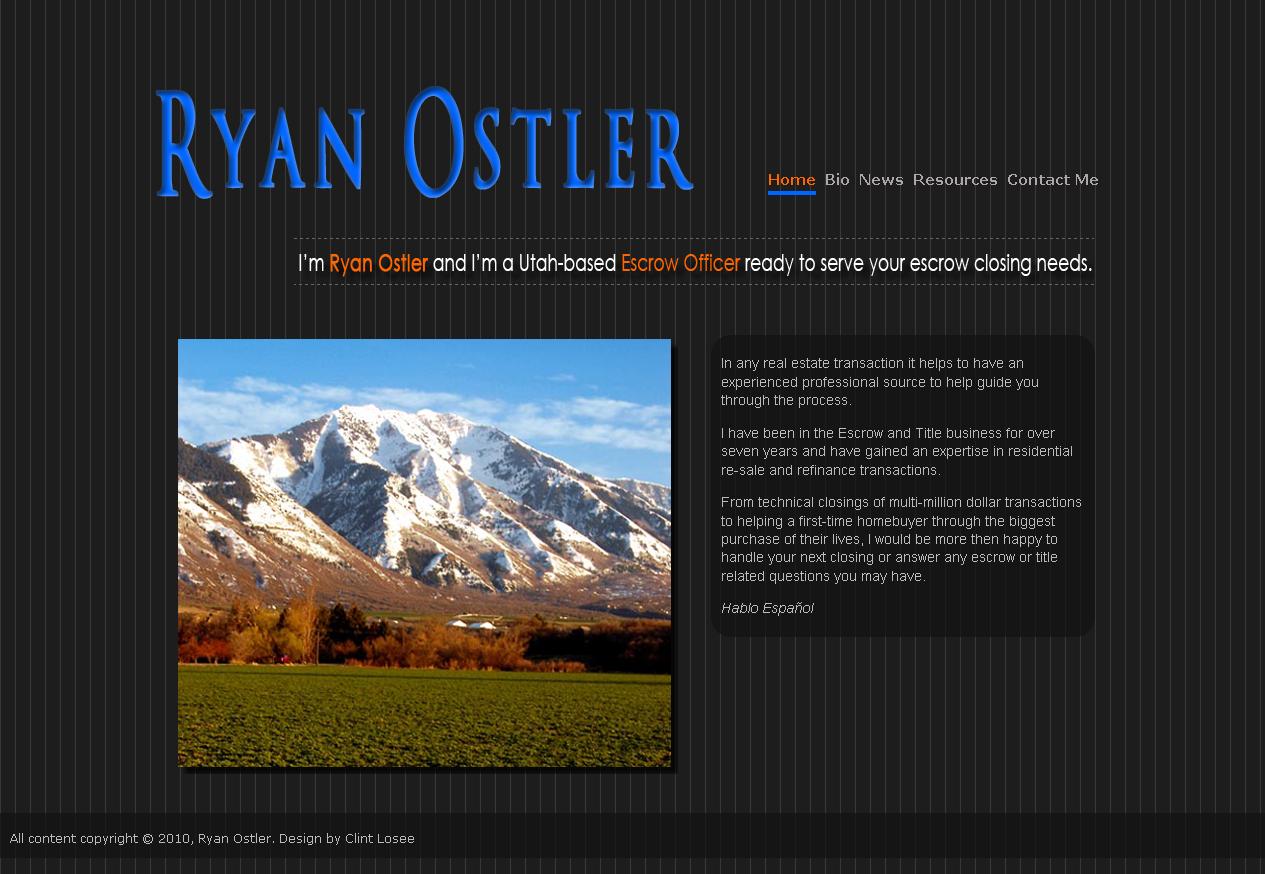 RYAN OSTLER
Home Bio News Resources Contact Me
I'm Ryan Ostler and I'm a Utah-based Escrow Officer ready to serve your escrow closing needs.
In any real estate transaction it helps to have an
experienced professional source to help guide you
through the process.
I have been in the Escrow and Title business for over
seven years and have gained an expertise in residential
re-sale and refinance transactions.
From technical closings of multi-million dollar transactions
to helping a first-time homebuyer through the biggest
purchase of their lives, I would be more then happy to
handle your next closing or answer any escrow or title
related questions you may have.
Hablo Español
All content copyright © 2010, Ryan Ostler. Design by Clint Losee